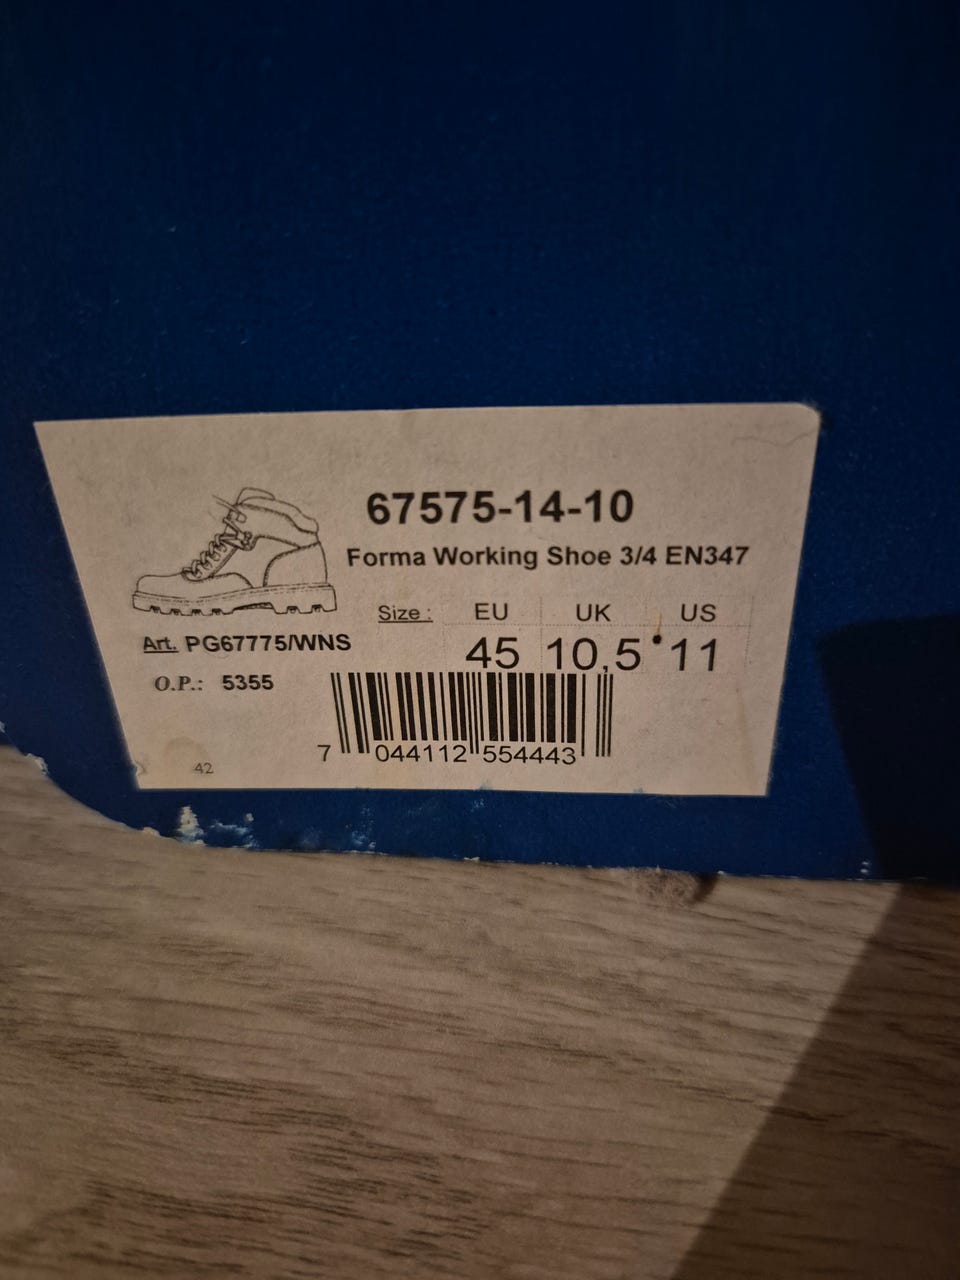 67575-14-10
Forma Working Shoe 3/4 EN347
Size : EU UK US
Art. PG67775/WNS 45 10,5 11
O.P.: 5355
7 044112 554443
42